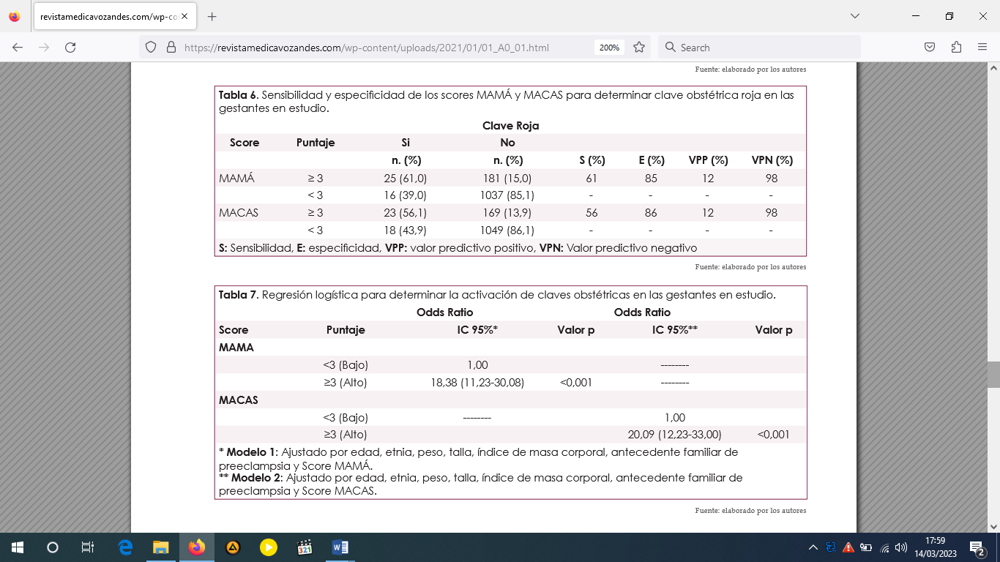 revistamedicavozandes.com/wp-co
https://revistamedicavozandes.com/wp-content/uploads/2021/01/01_A0_01.html
200%
Search
Fuente: elaborado por los autores
Tabla 6. Sensibilidad y especificidad de los scores MAMÁ y MACAS para determinar clave obstétrica roja en las
gestantes en estudio.
Clave Roja
Score Puntaje Si No
n. (%) n. (%) S (%) E (%) VPP (%) VPN (%)
MAMÁ ≥ 3 25 (61,0) 181 (15,0) 61 85 12 98
< 3 16 (39,0) 1037 (85,1) - - - -
MACAS ≥ 3 23 (56,1) 169 (13,9) 56 86 12 98
< 3 18 (43,9) 1049 (86,1) - - - -
S: Sensibilidad, E: especificidad, VPP: valor predictivo positivo, VPN: Valor predictivo negativo
Fuente: elaborado por los autores
Tabla 7. Regresión logística para determinar la activación de claves obstétricas en las gestantes en estudio.
Odds Ratio Odds Ratio
Score Puntaje IC 95%* Valor p IC 95%** Valor p
MAMA
<3 (Bajo) 1,00 --------
≥3 (Alto) 18,38 (11,23-30,08) <0,001 --------
MACAS
<3 (Bajo) -------- 1,00
≥3 (Alto) 20,09 (12,23-33,00) <0,001
* Modelo 1: Ajustado por edad, etnia, peso, talla, índice de masa corporal, antecedente familiar de
preeclampsia y Score MAMÁ.
** Modelo 2: Ajustado por edad, etnia, peso, talla, índice de masa corporal, antecedente familiar de
preeclampsia y Score MACAS.
Fuente: elaborado por los autores
321
17:59
14/03/2023
2